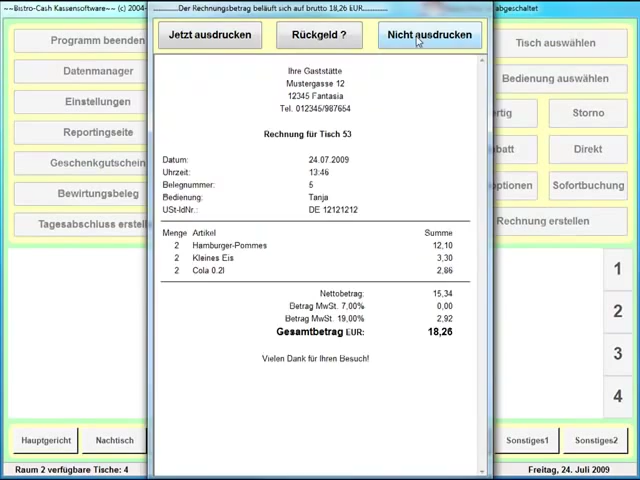 ~~Bistro-Cash Kassensoftware~~ (c) 2004-
Der Rechnungsbetrag beläuft sich auf brutto 18,26 EUR
abgeschaltet
Programm beenden
Datenmanager
Einstellungen
Reportingseite
Geschenkgutschein
Bewirtungsbeleg
Tagesabschluss erstell
Jetzt ausdrucken
Rückgeld ?
Nicht ausdrucken
Ihre Gaststätte
Mustergasse 12
12345 Fantasia
Tel. 012345/987654
Rechnung für Tisch 53
Datum: 24.07.2009
Uhrzeit: 13:46
Belegnummer: 5
Bedienung: Tanja
USt-IdNr.: DE 12121212
Menge Artikel Summe
2 Hamburger-Pommes 12,10
2 Kleines Eis 3,30
2 Cola 0.2l 2,86
Nettobetrag: 15,34
Betrag MwSt. 7,00% 0,00
Betrag MwSt. 19,00% 2,92
Gesamtbetrag EUR: 18,26
Vielen Dank für Ihren Besuch!
Tisch auswählen
Bedienung auswählen
rtig
Storno
batt
Direkt
ptionen
Sofortbuchung
Rechnung erstellen
1
2
3
4
Hauptgericht
Nachtisch
Sonstiges1
Sonstiges2
Raum 2 verfügbare Tische: 4
Freitag, 24. Juli 2009